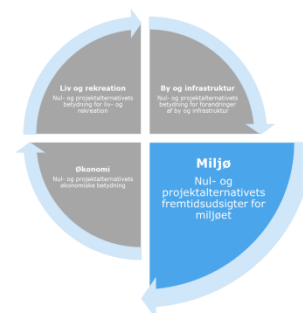 Liv og rekreation
Nul- og projektalternativets
betydning for liv- og
rekreation
By og infrastruktur
Nul- og projektalternativets
betydning for forandringer
af by og infrastruktur
Økonomi
Nul- og projektalternativets
økonomiske betydning
Miljø
Nul- og
projektalternativets
fremtidsudsigter for
miljøet